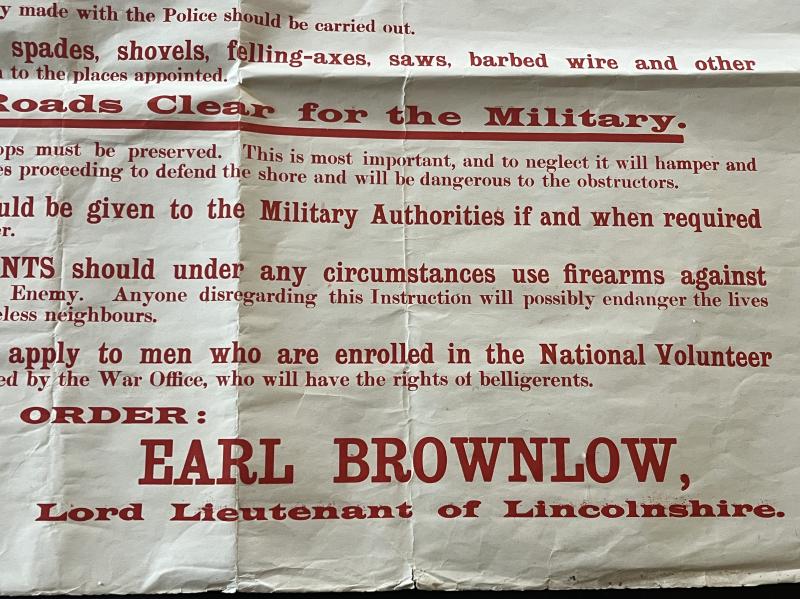 y made with the Police should be carried out.
spades, shovels, felling-axes, saws, barbed wire and other
to the places appointed.
Roads Clear for the Military.
ops must be preserved. This is most important, and to neglect it will hamper and
es proceeding to defend the shore and will be dangerous to the obstructors.
uld be given to the Military Authorities if and when required
r.
NTS should under any circumstances use firearms against
Enemy. Anyone disregarding this Instruction will possibly endanger the lives
eless neighbours.
apply to men who are enrolled in the National Volunteer
ed by the War Office, who will have the rights of belligerents.
ORDER:
EARL BROWNLOW,
Lord Lieutenant of Lincolnshire.